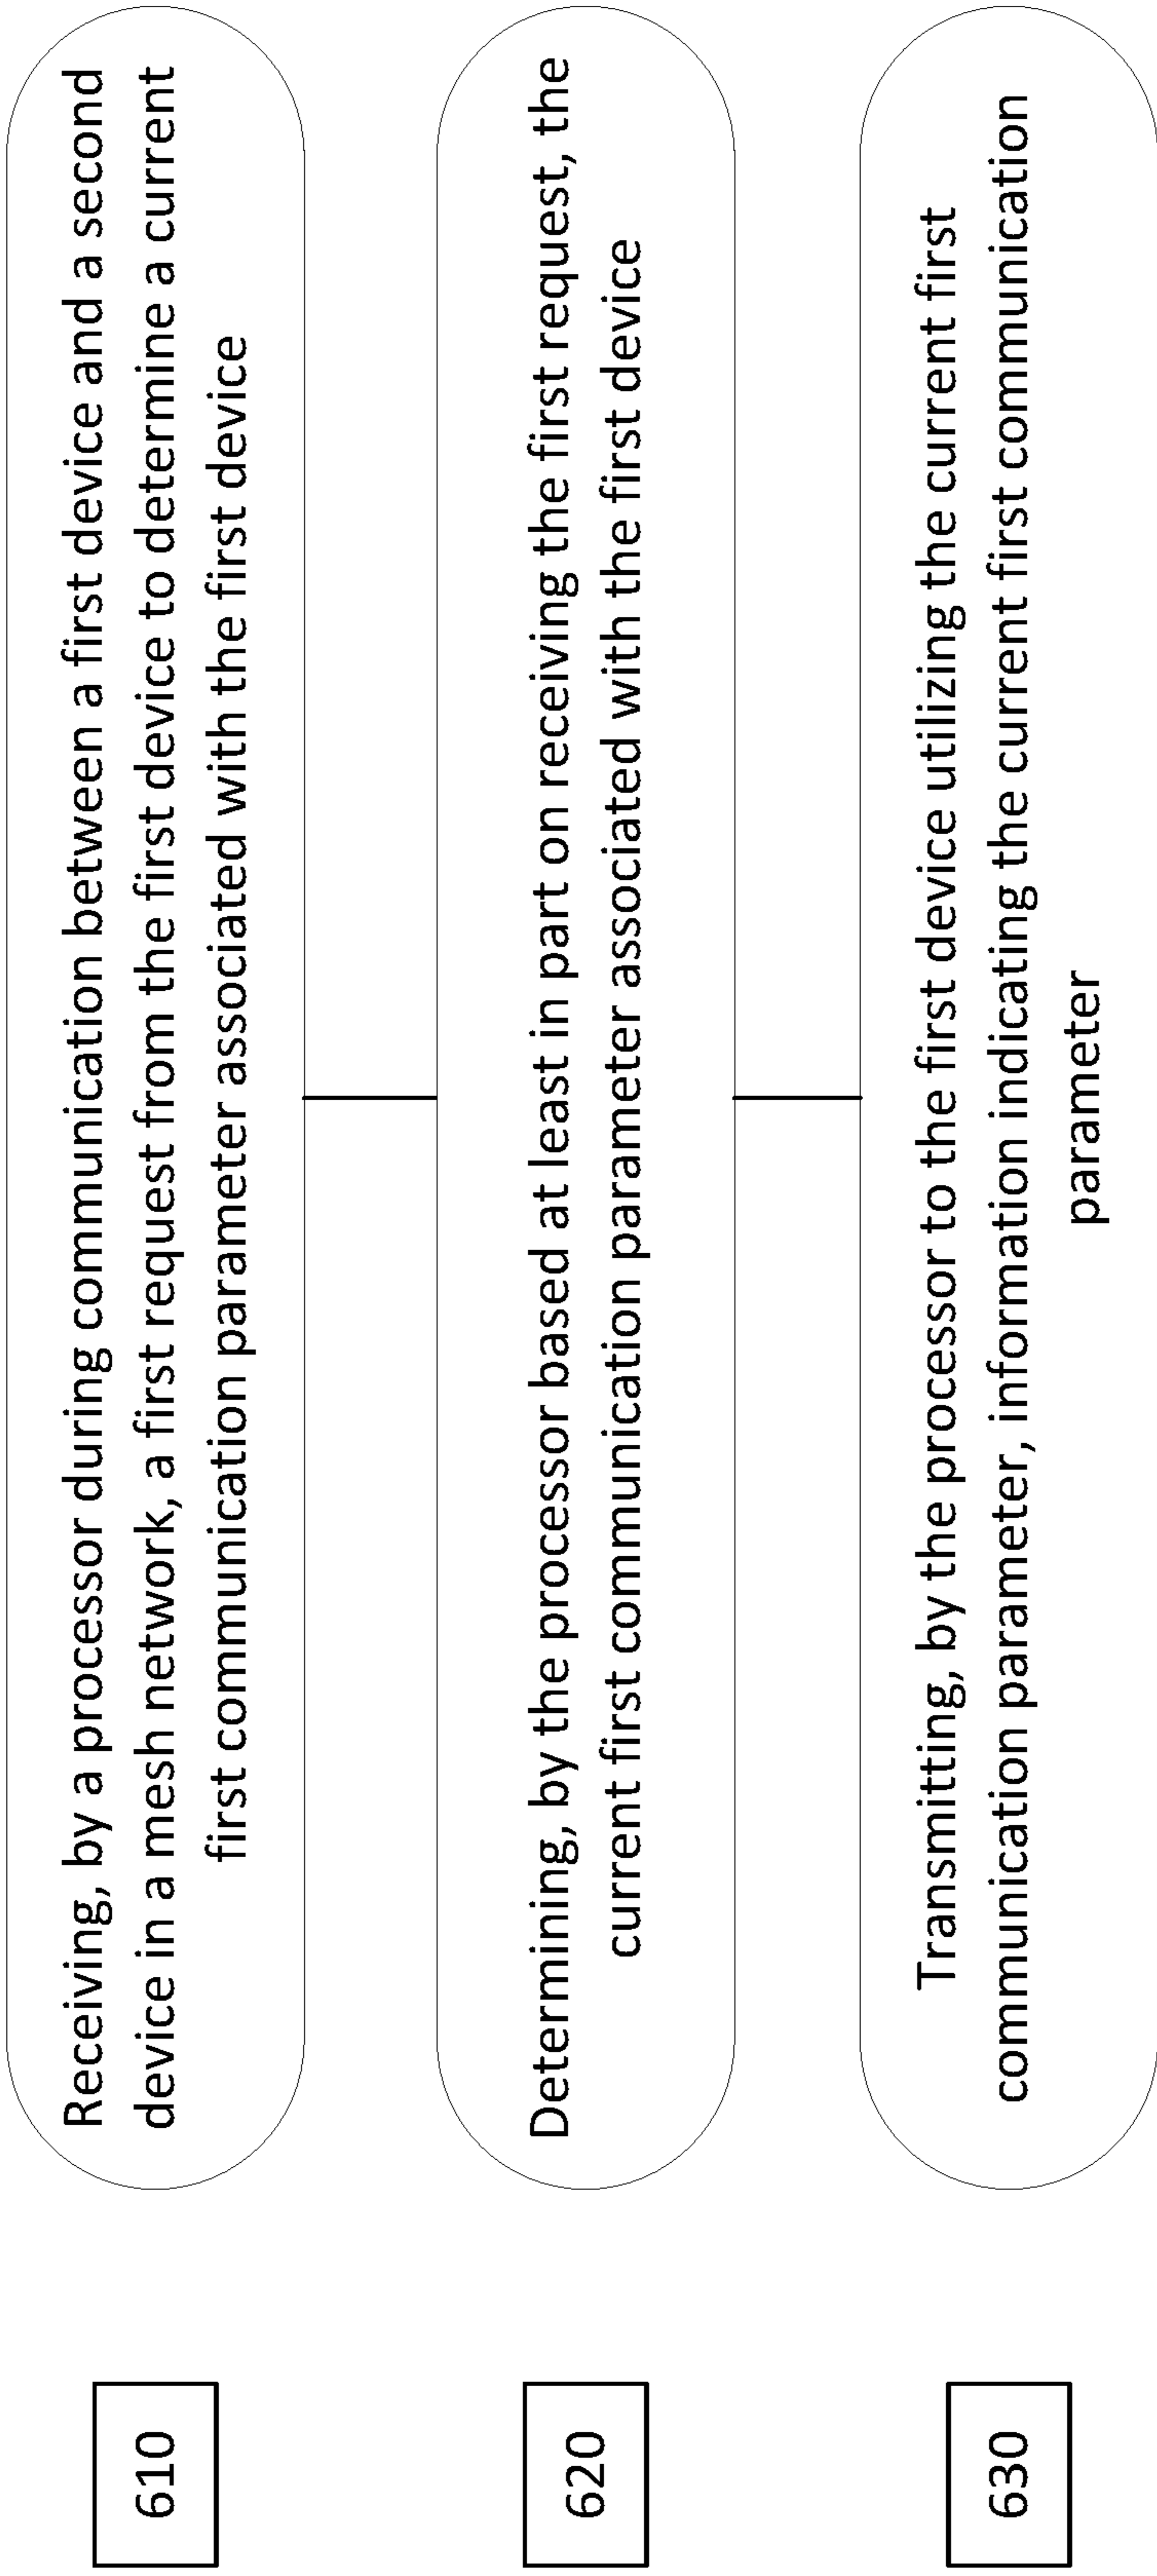 610
Receiving, by a processor during communication between a first device and a second
device in a mesh network, a first request from the first device to determine a current
first communication parameter associated with the first device
620
Determining, by the processor based at least in part on receiving the first request, the
current first communication parameter associated with the first device
630
Transmitting, by the processor to the first device utilizing the current first
communication parameter, information indicating the current first communication
parameter